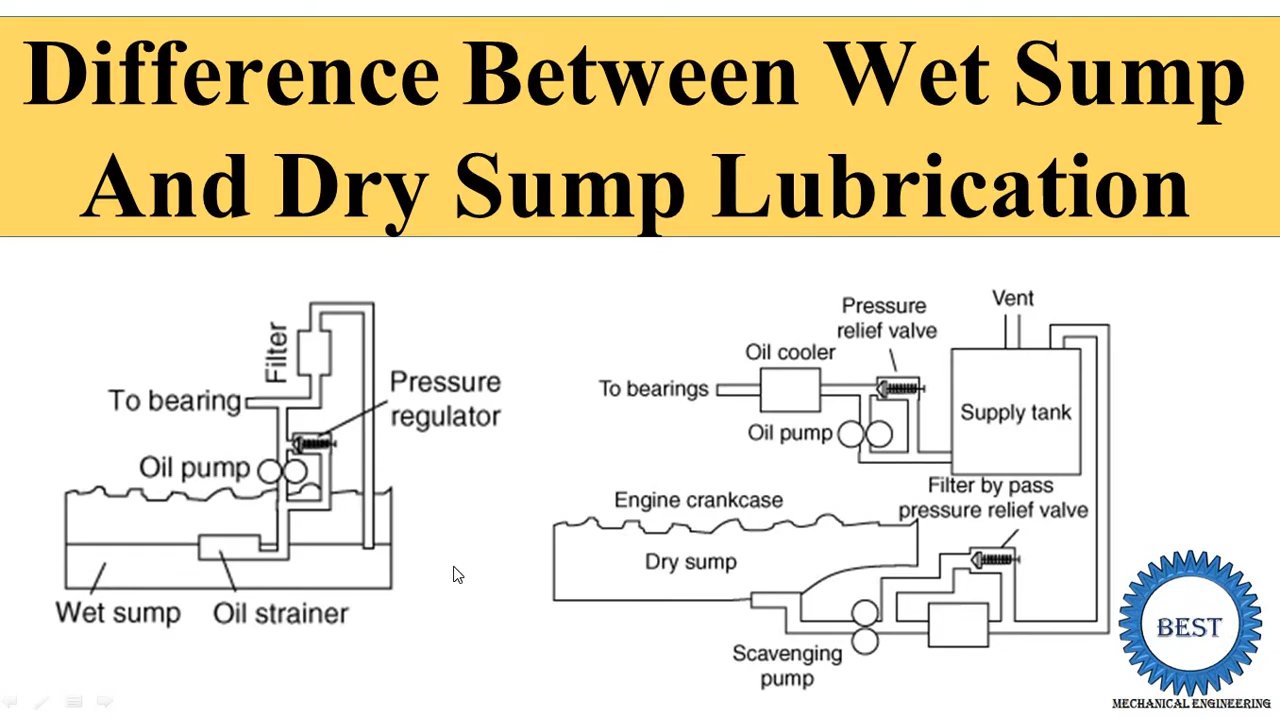 Difference Between Wet Sump
And Dry Sump Lubrication
Filter
To bearing
Pressure
regulator
Oil pump
Wet sump
Oil strainer
Vent
Pressure
relief valve
Oil cooler
To bearings
Supply tank
Oil pump
Filter by pass
pressure relief valve
Engine crankcase
Dry sump
Scavenging
pump
BEST
MECHANICAL ENGINEERING